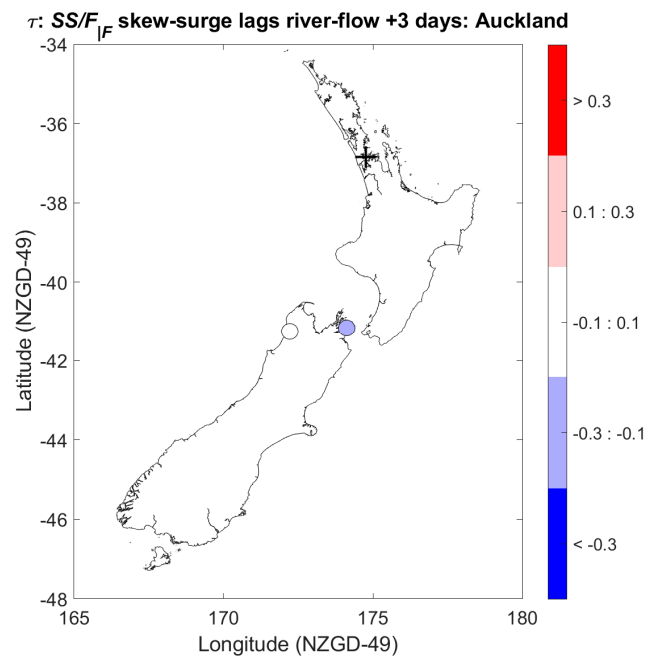 τ: SS/F|F skew-surge lags river-flow +3 days: Auckland
-34
-36
-38
-40
-42
-44
-46
-48
165
170
175
180
Latitude (NZGD-49)
Longitude (NZGD-49)
> 0.3
0.1 : 0.3
-0.1 : 0.1
-0.3 : -0.1
< -0.3